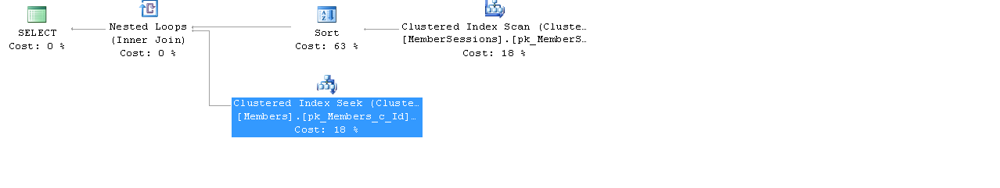 SELECT
Cost: 0 %
Nested Loops
(Inner Join)
Cost: 0 %
Sort
Cost: 63 %
Clustered Index Scan (Cluste…
[MemberSessions].[pk_MemberS…
Cost: 18 %
Clustered Index Seek (Cluste…
[Members].[pk_Members_c_Id]…
Cost: 18 %